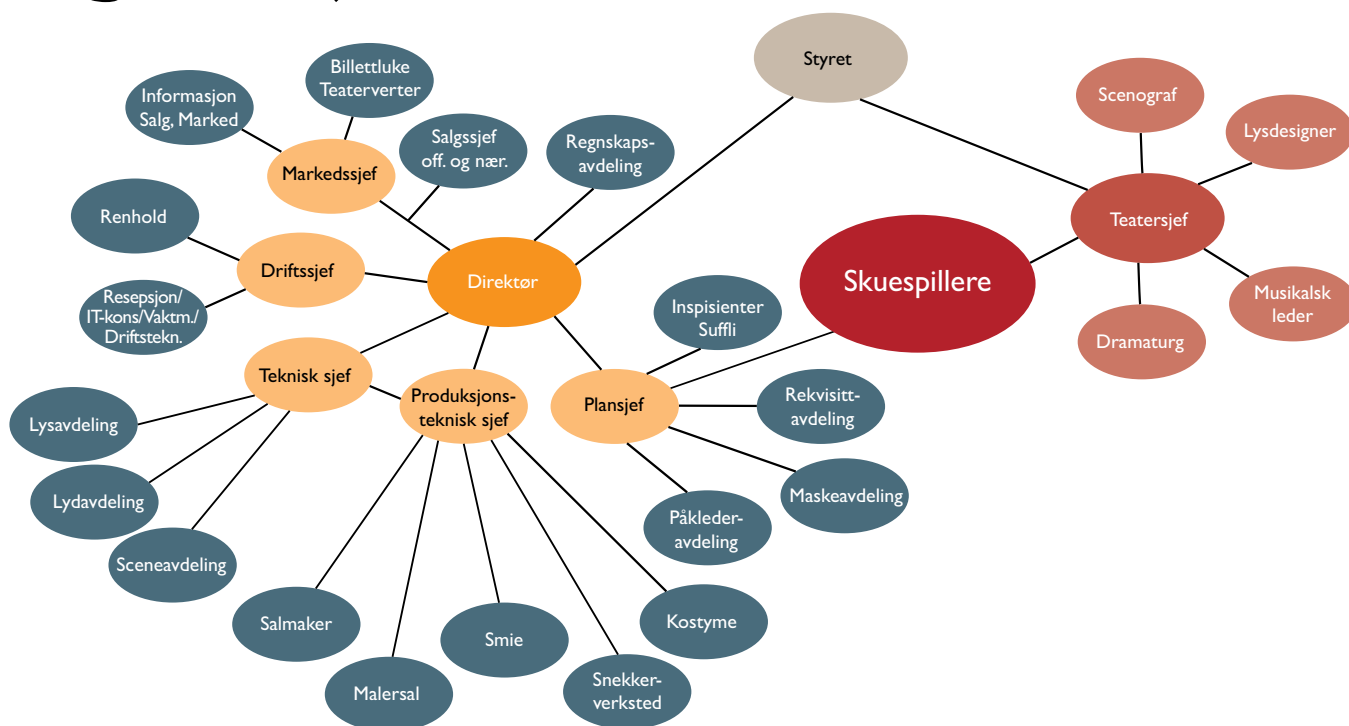 Styret
Billettluke
Teaterverter
Informasjon
Salg, Marked
Scenograf
Lysdesigner
Salgssjef
off. og nær.
Regnskaps-
avdeling
Markedssjef
Renhold
Teatersjef
Driftssjef
Direktør
Skuespillere
Resepsjon/
IT-kons/Vaktm./
Driftstekn.
Inspisienter
Suffli
Musikalsk
leder
Dramaturg
Teknisk sjef
Produksjons-
teknisk sjef
Plansjef
Rekvisitt-
avdeling
Lysavdeling
Lydavdeling
Maskeavdeling
Påkleder-
avdeling
Sceneavdeling
Salmaker
Smie
Kostyme
Malersal
Snekker-
verksted